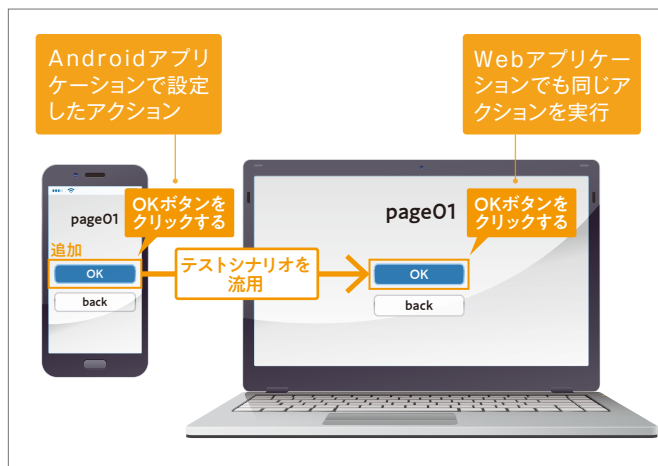 Androidアプリ
ケーションで設定
したアクション
Webアプリケー
ションでも同じア
クションを実行
page01
OKボタンを
クリックする
追加
OK
back
テストシナリオを
流用
page01
OKボタンを
クリックする
OK
back